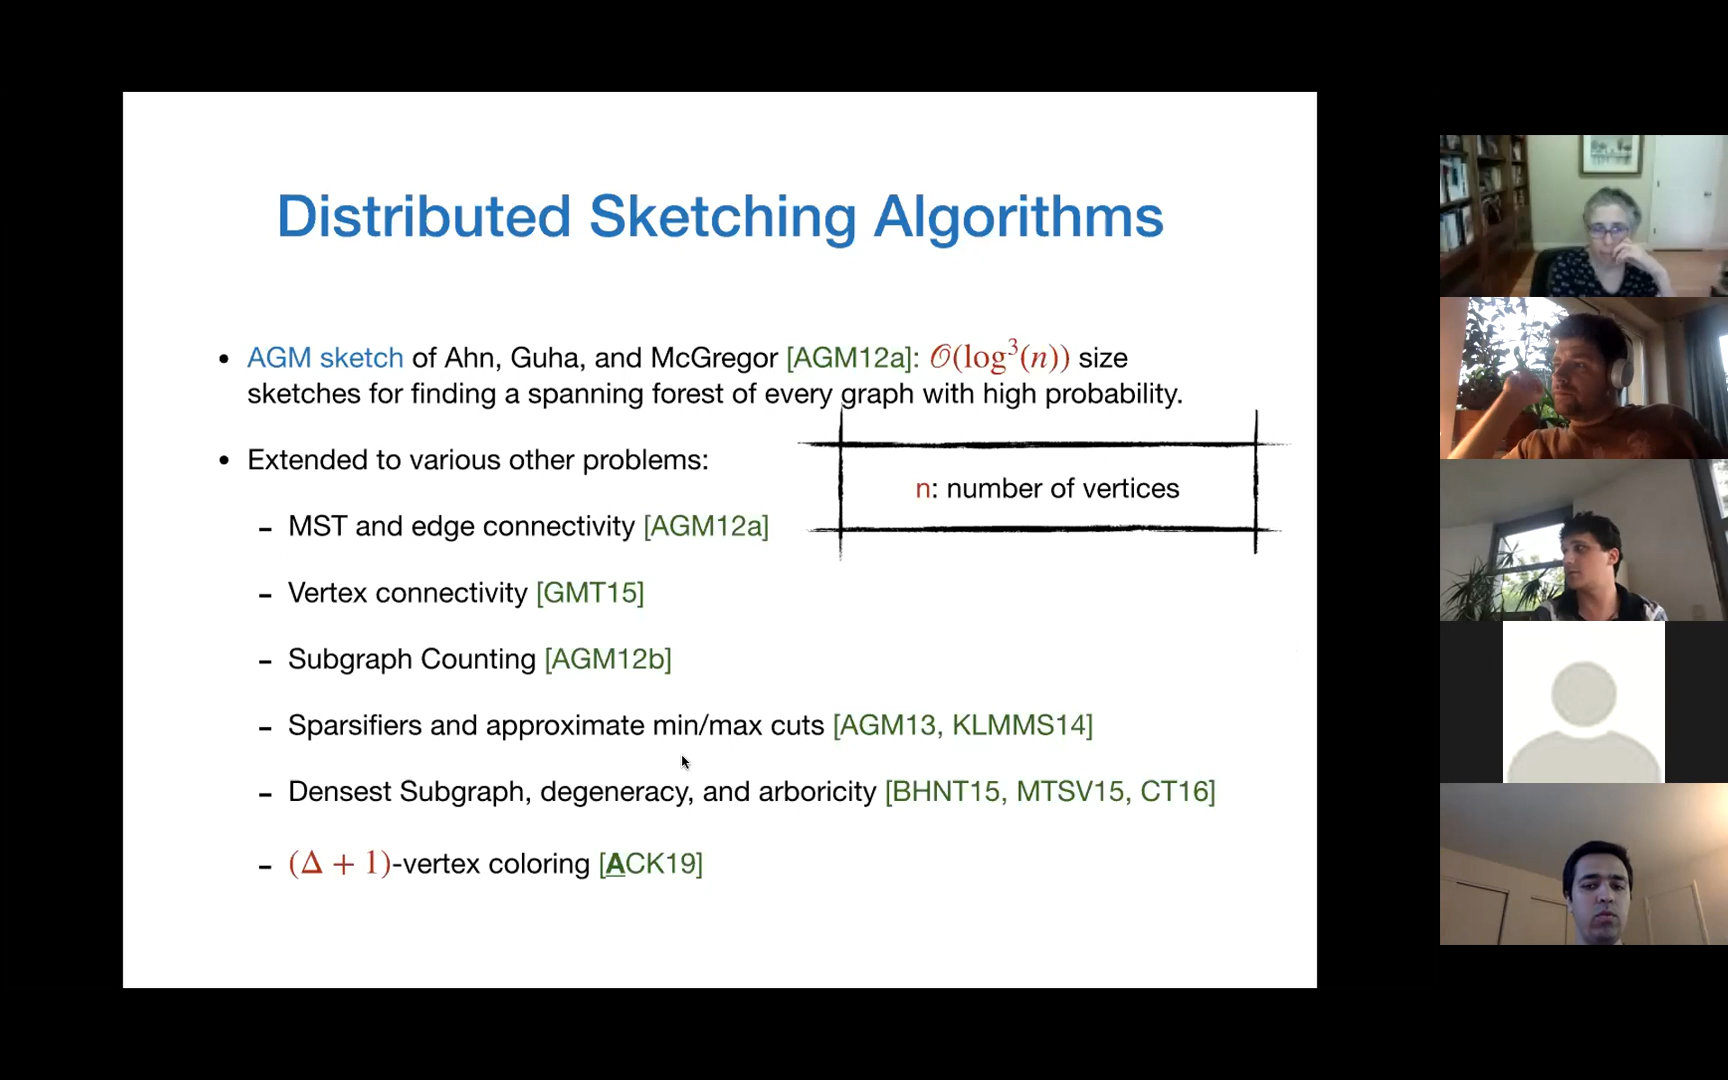 Distributed Sketching Algorithms
• AGM sketch of Ahn, Guha, and McGregor [AGM12a]: 𝒪(log³(n)) size
sketches for finding a spanning forest of every graph with high probability.
• Extended to various other problems:
n: number of vertices
– MST and edge connectivity [AGM12a]
– Vertex connectivity [GMT15]
– Subgraph Counting [AGM12b]
– Sparsifiers and approximate min/max cuts [AGM13, KLMMS14]
– Densest Subgraph, degeneracy, and arboricity [BHNT15, MTSV15, CT16]
– (Δ + 1)-vertex coloring [ACK19]